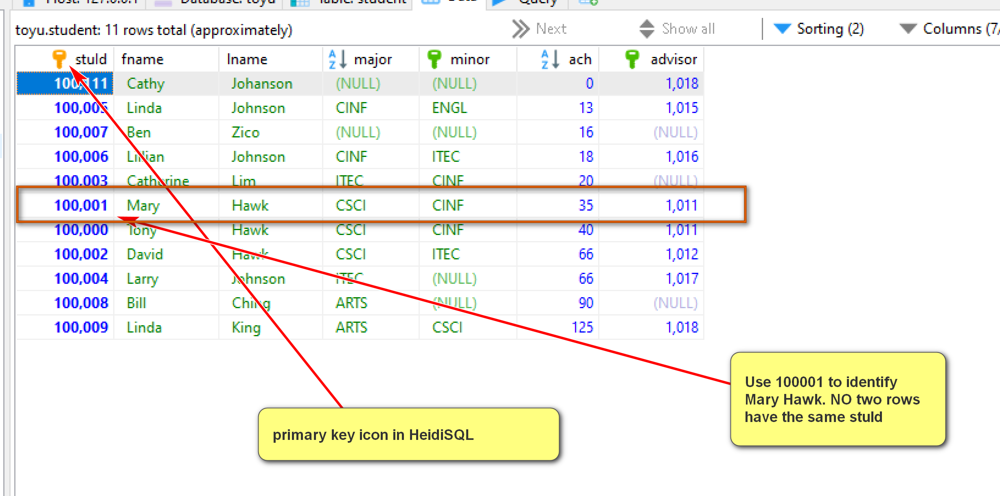 Host: 127.0.0.1 Database: toyu Table: student Data Query
toyu.student: 11 rows total (approximately) Next Show all Sorting (2) Columns (7/
stuId fname lname major minor ach advisor
100,111 Cathy Johanson (NULL) (NULL) 0 1,018
100,005 Linda Johnson CINF ENGL 13 1,015
100,007 Ben Zico (NULL) (NULL) 16 (NULL)
100,006 Lillian Johnson CINF ITEC 18 1,016
100,003 Catherine Lim ITEC CINF 20 (NULL)
100,001 Mary Hawk CSCI CINF 35 1,011
100,000 Tony Hawk CSCI CINF 40 1,011
100,002 David Hawk CSCI ITEC 66 1,012
100,004 Larry Johnson ITEC (NULL) 66 1,017
100,008 Bill Ching ARTS (NULL) 90 (NULL)
100,009 Linda King ARTS CSCI 125 1,018
Use 100001 to identify
Mary Hawk. NO two rows
have the same stuId
primary key icon in HeidiSQL